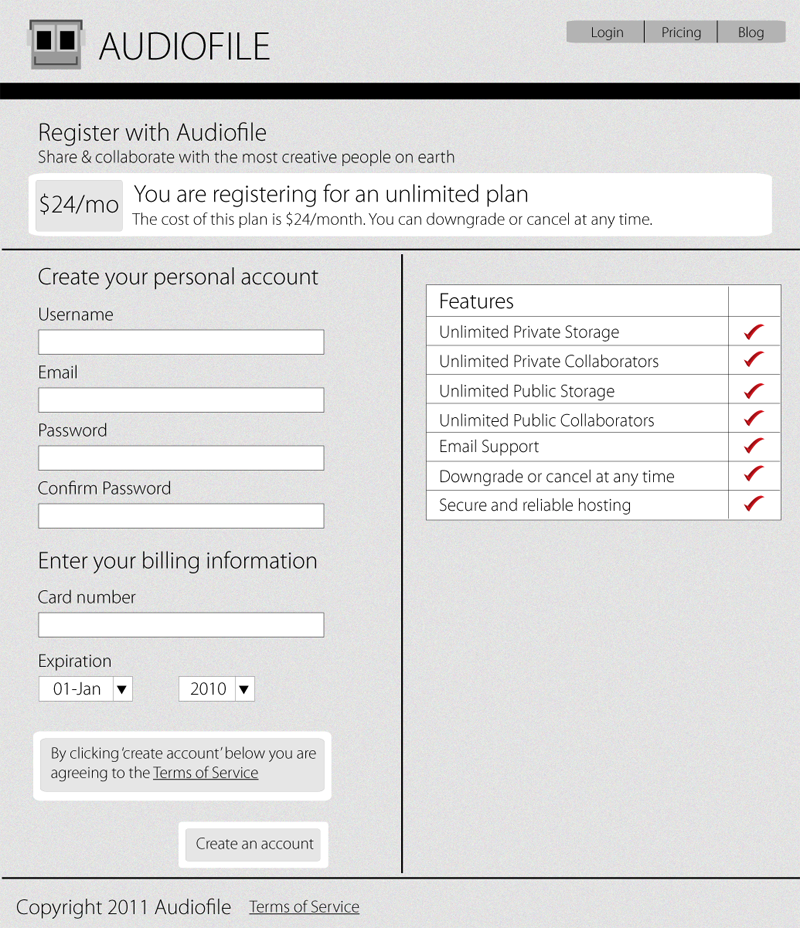 AUDIOFILE
Login Pricing Blog
Register with Audiofile
Share & collaborate with the most creative people on earth
$24/mo
You are registering for an unlimited plan
The cost of this plan is $24/month. You can downgrade or cancel at any time.
Create your personal account
Username
Email
Password
Confirm Password
Enter your billing information
Card number
Expiration
01-Jan 2010
By clicking ‘create account’ below you are
agreeing to the Terms of Service
Create an account
Features
Unlimited Private Storage
Unlimited Private Collaborators
Unlimited Public Storage
Unlimited Public Collaborators
Email Support
Downgrade or cancel at any time
Secure and reliable hosting
Copyright 2011 Audiofile Terms of Service